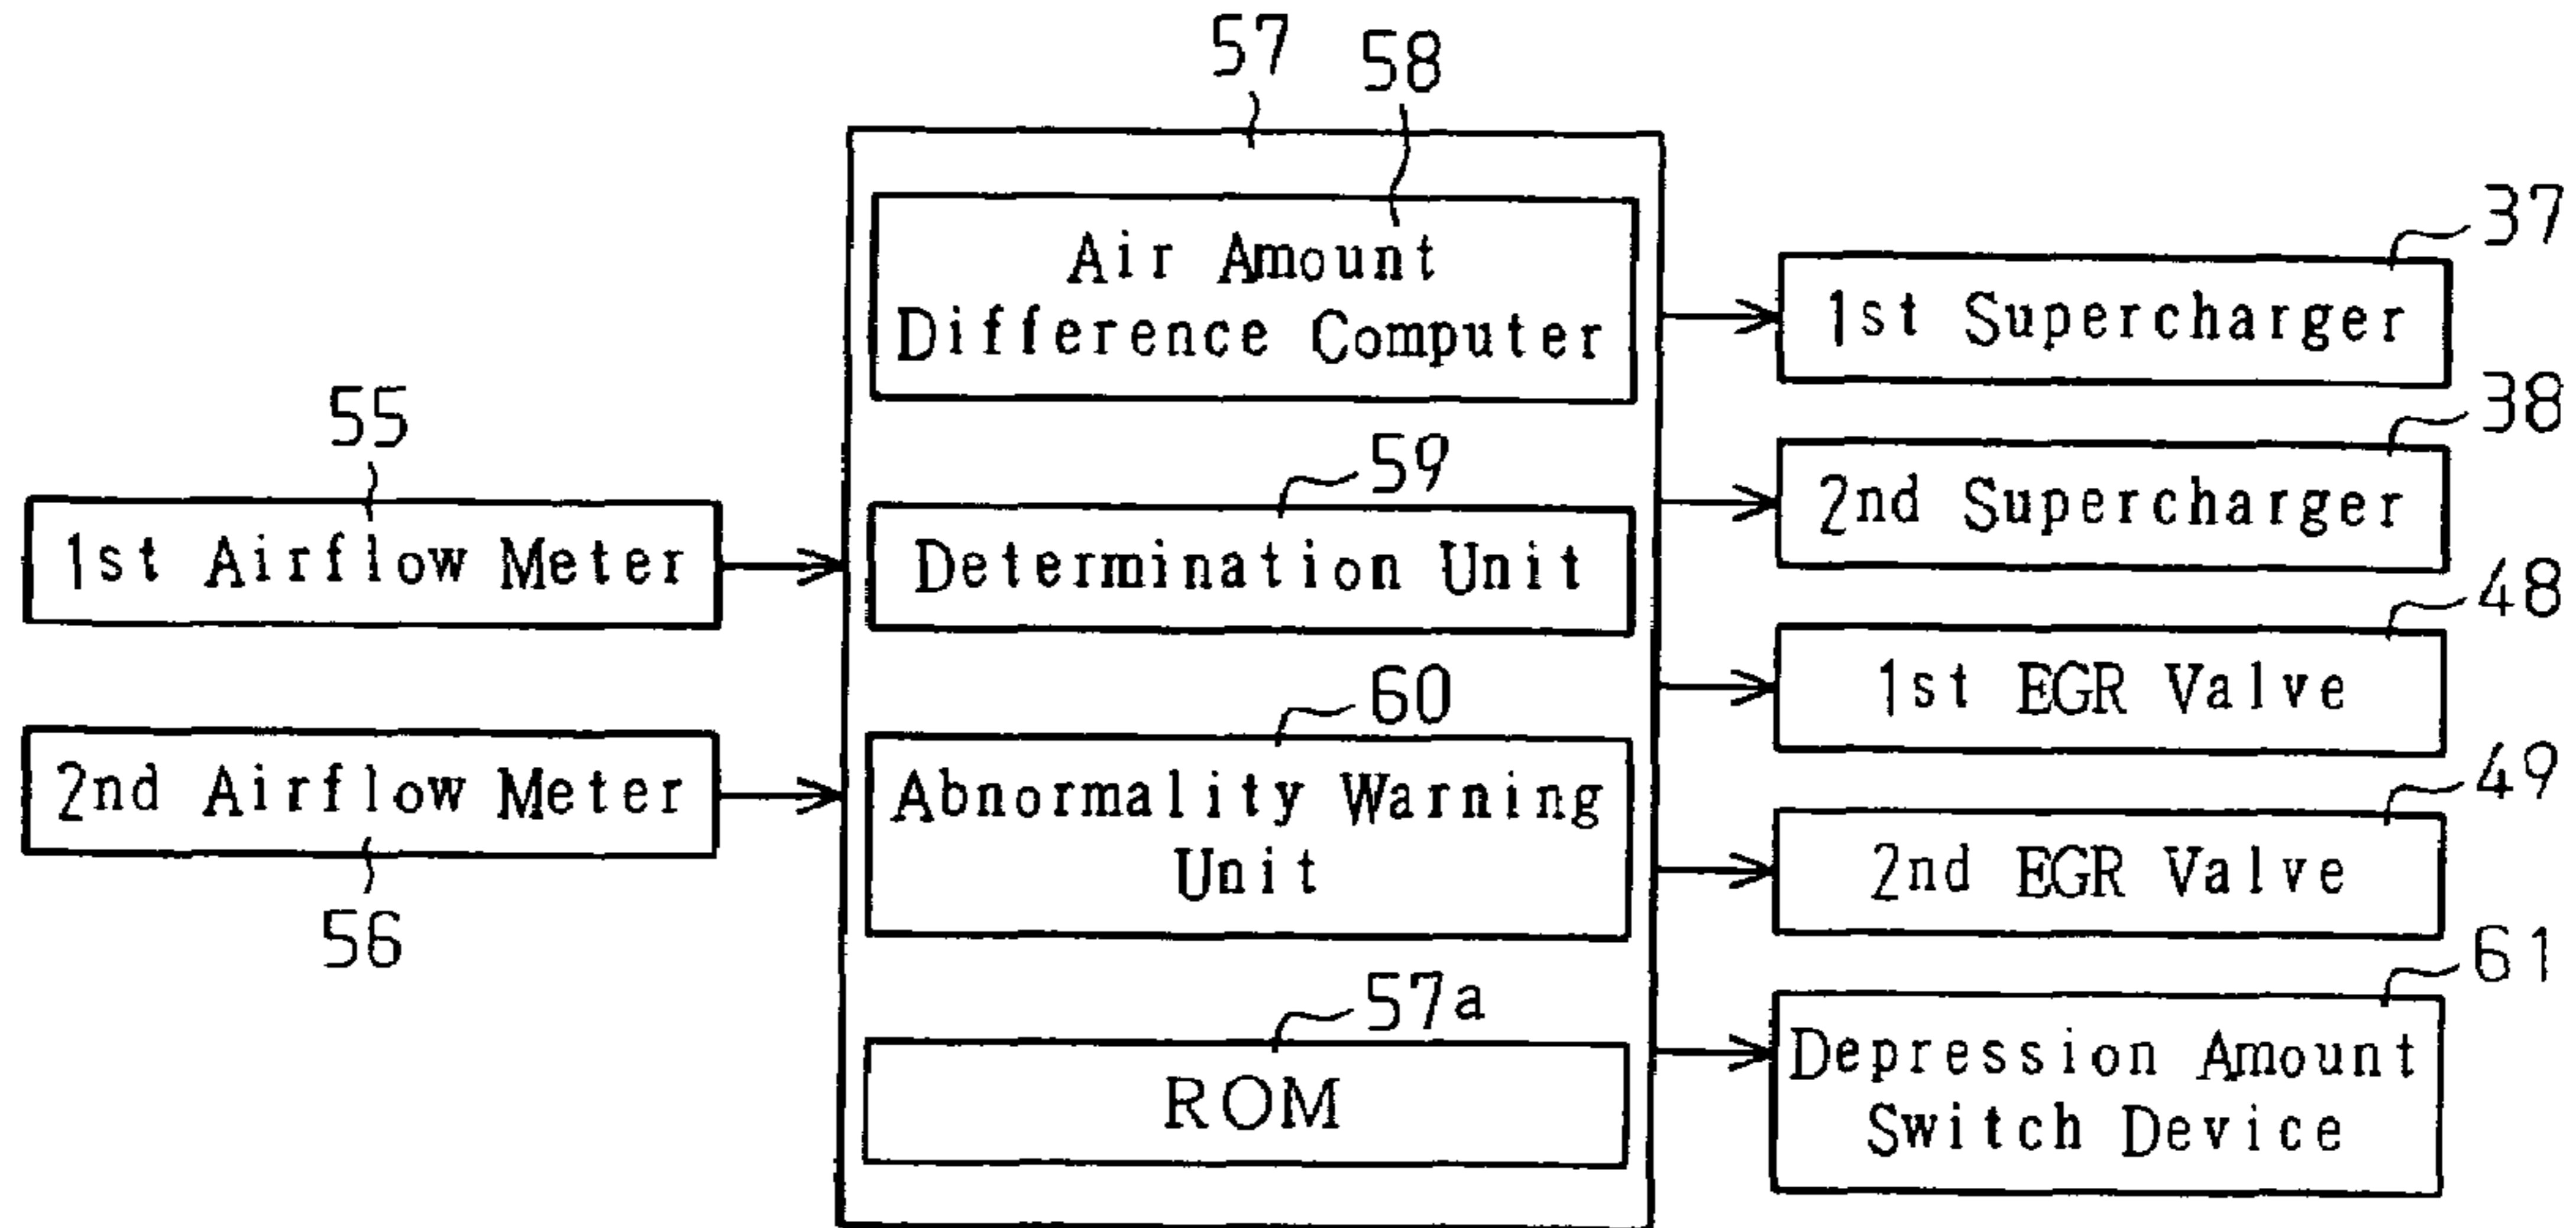 57
58
Air Amount
Difference Computer
37
1st Supercharger
38
2nd Supercharger
55
1st Airflow Meter
59
Determination Unit
48
1st EGR Valve
2nd Airflow Meter
56
60
Abnormality Warning
Unit
49
2nd EGR Valve
57a
ROM
61
Depression Amount
Switch Device